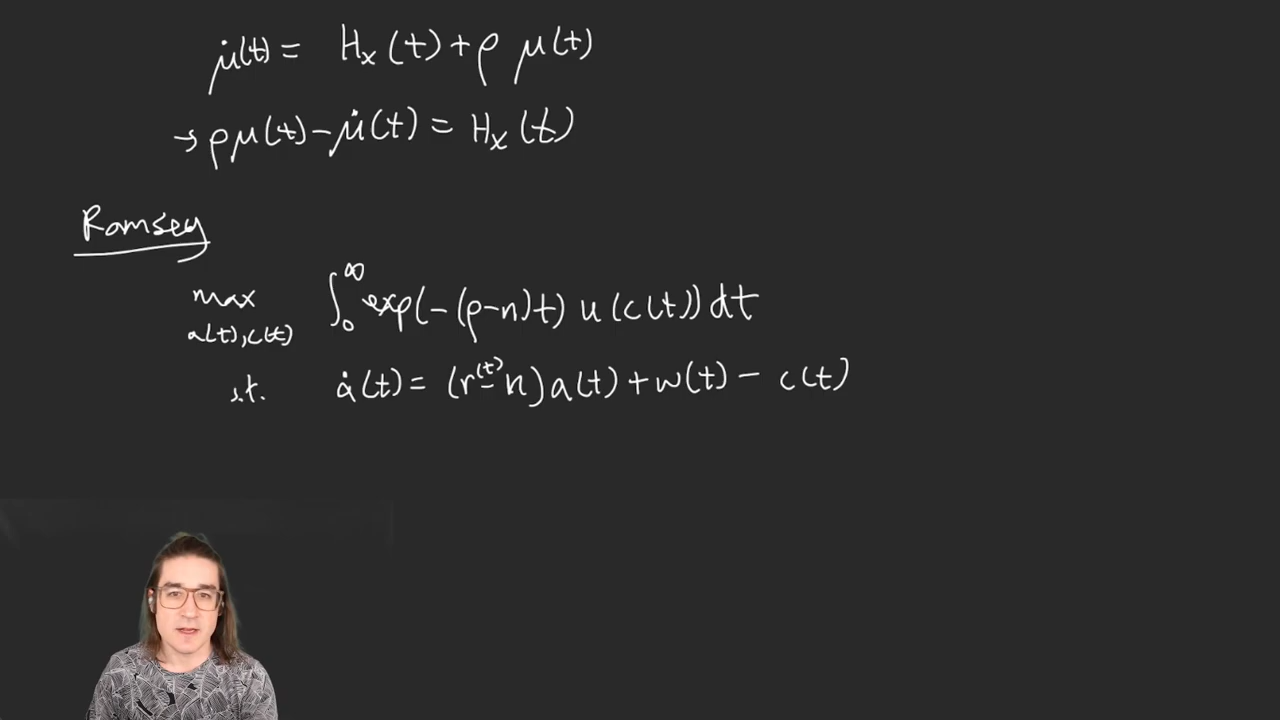 μ̇(t) = Hₓ(t) + ρ μ(t)
→ ρμ(t) − μ̇(t) = Hₓ(t)
Ramsey
max ∫₀^∞ exp(−(ρ−n)t) u(c(t)) dt
a(t),c(t)
s.t. ȧ(t) = (r(t) − n)a(t) + w(t) − c(t)